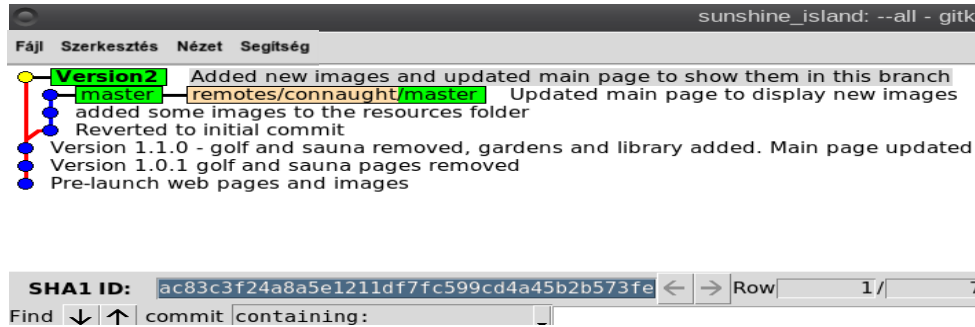 sunshine_island: --all - gitk
Fájl Szerkesztés Nézet Segítség
Version2 Added new images and updated main page to show them in this branch
master remotes/connaught/master Updated main page to display new images
added some images to the resources folder
Reverted to initial commit
Version 1.1.0 - golf and sauna removed, gardens and library added. Main page updated
Version 1.0.1 golf and sauna pages removed
Pre-launch web pages and images
SHA1 ID: ac83c3f24a8a5e1211df7fc599cd4a45b2b573fe ← → Row 1 / 7
Find ↓ ↑ commit containing: